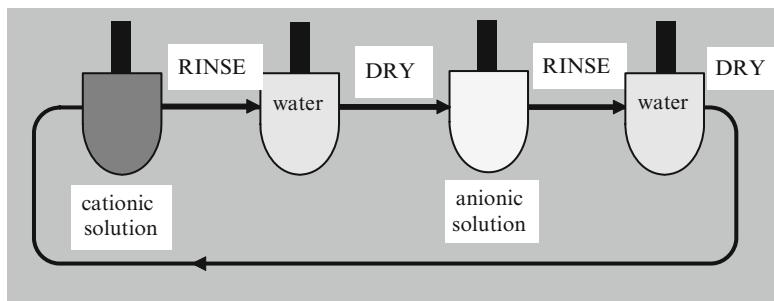 RINSE
DRY
RINSE
DRY
water
water
cationic
solution
anionic
solution